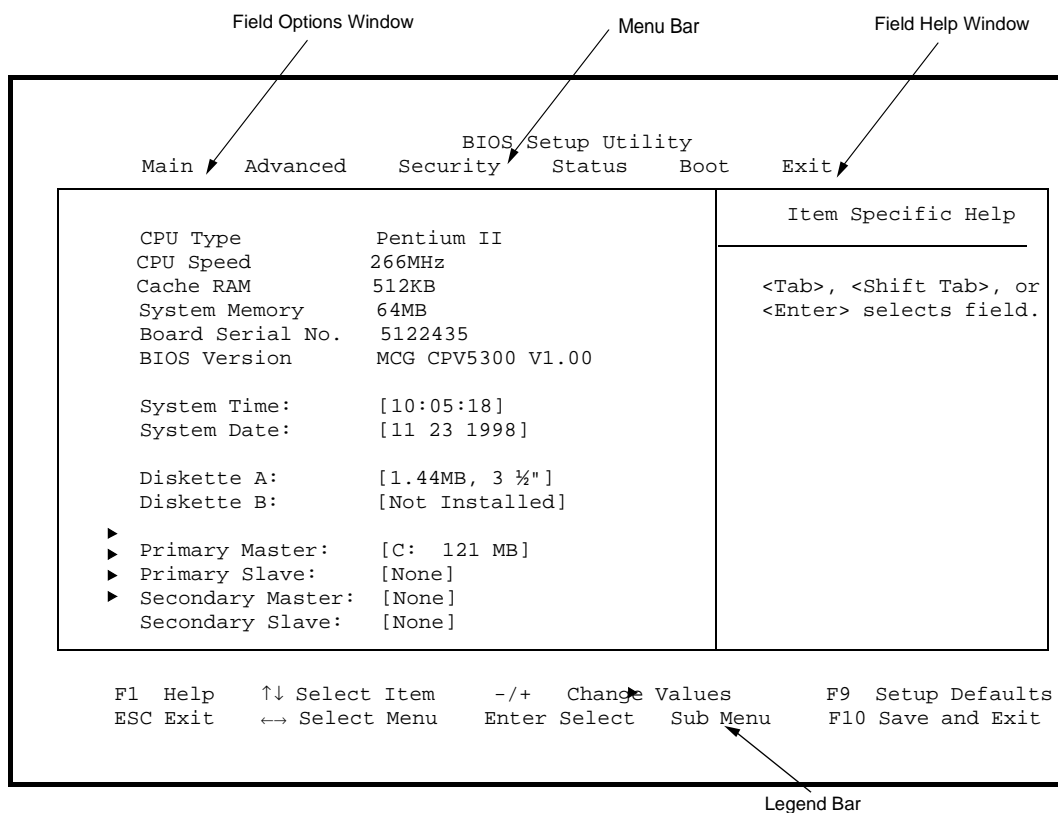 Field Options Window    Menu Bar    Field Help Window
BIOS Setup Utility
Main    Advanced    Security    Status    Boot    Exit
Item Specific Help
CPU Type    Pentium II
CPU Speed    266MHz
Cache RAM    512KB    <Tab>, <Shift Tab>, or
System Memory    64MB    <Enter> selects field.
Board Serial No.    5122435
BIOS Version    MCG CPV5300 V1.00
System Time:    [10:05:18]
System Date:    [11 23 1998]
Diskette A:    [1.44MB, 3 ½"]
Diskette B:    [Not Installed]
Primary Master:    [C:  121 MB]
Primary Slave:    [None]
Secondary Master:    [None]
Secondary Slave:    [None]
F1  Help    ↑↓ Select Item    -/+    Change Values    F9  Setup Defaults
ESC Exit    ←→ Select Menu    Enter Select    Sub Menu    F10 Save and Exit
Legend Bar